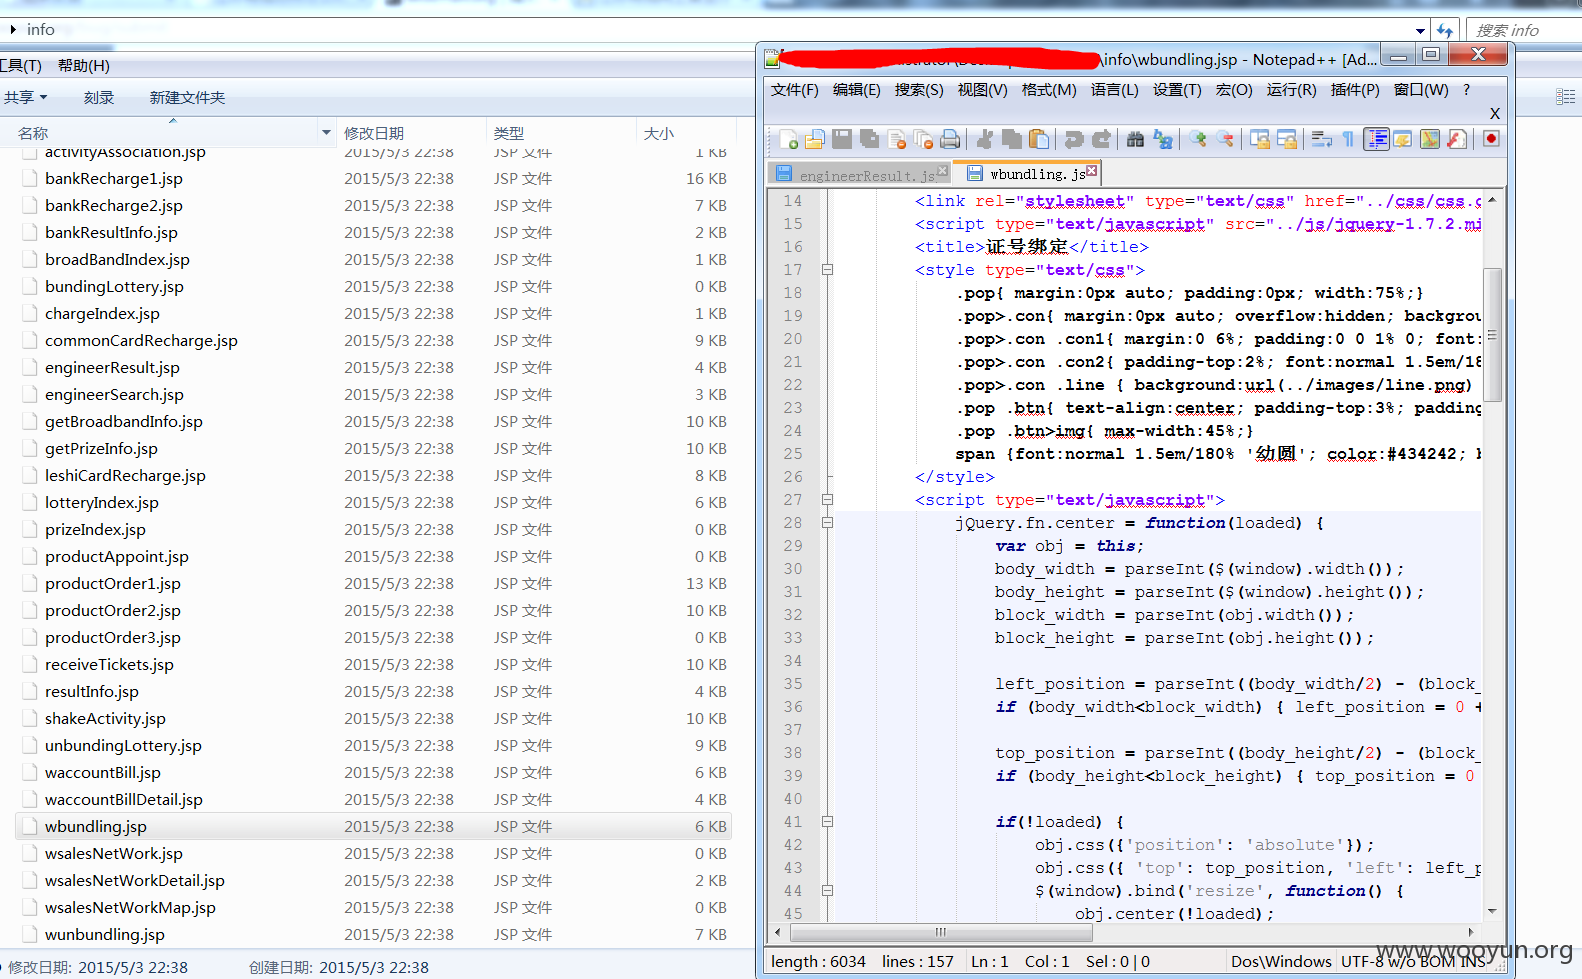 info
搜索 info
工具(T) 帮助(H)
共享 刻录 新建文件夹
名称 修改日期 类型 大小
activityAssociation.jsp 2015/5/3 22:38 JSP 文件 1 KB
bankRecharge1.jsp 2015/5/3 22:38 JSP 文件 16 KB
bankRecharge2.jsp 2015/5/3 22:38 JSP 文件 7 KB
bankResultInfo.jsp 2015/5/3 22:38 JSP 文件 2 KB
broadBandIndex.jsp 2015/5/3 22:38 JSP 文件 1 KB
bundingLottery.jsp 2015/5/3 22:38 JSP 文件 0 KB
chargeIndex.jsp 2015/5/3 22:38 JSP 文件 1 KB
commonCardRecharge.jsp 2015/5/3 22:38 JSP 文件 9 KB
engineerResult.jsp 2015/5/3 22:38 JSP 文件 4 KB
engineerSearch.jsp 2015/5/3 22:38 JSP 文件 3 KB
getBroadbandInfo.jsp 2015/5/3 22:38 JSP 文件 10 KB
getPrizeInfo.jsp 2015/5/3 22:38 JSP 文件 10 KB
leshiCardRecharge.jsp 2015/5/3 22:38 JSP 文件 8 KB
lotteryIndex.jsp 2015/5/3 22:38 JSP 文件 6 KB
prizeIndex.jsp 2015/5/3 22:38 JSP 文件 0 KB
productAppoint.jsp 2015/5/3 22:38 JSP 文件 0 KB
productOrder1.jsp 2015/5/3 22:38 JSP 文件 13 KB
productOrder2.jsp 2015/5/3 22:38 JSP 文件 10 KB
productOrder3.jsp 2015/5/3 22:38 JSP 文件 0 KB
receiveTickets.jsp 2015/5/3 22:38 JSP 文件 10 KB
resultInfo.jsp 2015/5/3 22:38 JSP 文件 4 KB
shakeActivity.jsp 2015/5/3 22:38 JSP 文件 10 KB
unbundingLottery.jsp 2015/5/3 22:38 JSP 文件 9 KB
waccountBill.jsp 2015/5/3 22:38 JSP 文件 6 KB
waccountBillDetail.jsp 2015/5/3 22:38 JSP 文件 4 KB
wbundling.jsp 2015/5/3 22:38 JSP 文件 6 KB
wsalesNetWork.jsp 2015/5/3 22:38 JSP 文件 0 KB
wsalesNetWorkDetail.jsp 2015/5/3 22:38 JSP 文件 2 KB
wsalesNetWorkMap.jsp 2015/5/3 22:38 JSP 文件 0 KB
wunbundling.jsp 2015/5/3 22:38 JSP 文件 7 KB
修改日期: 2015/5/3 22:38 创建日期: 2015/5/3 22:38
\info\wbundling.jsp - Notepad++ [Ad...
文件(F) 编辑(E) 搜索(S) 视图(V) 格式(M) 语言(L) 设置(T) 宏(O) 运行(R) 插件(P) 窗口(W) ?
X
engineerResult.js wbundling.js
14 <link rel="stylesheet" type="text/css" href="../css/css.c
15 <script type="text/javascript" src="../js/jquery-1.7.2.mi
16 <title>证号绑定</title>
17 <style type="text/css">
18 .pop{ margin:0px auto; padding:0px; width:75%;}
19 .pop>.con{ margin:0px auto; overflow:hidden; backgrou
20 .pop>.con .con1{ margin:0 6%; padding:0 0 1% 0; font:
21 .pop>.con .con2{ padding-top:2%; font:normal 1.5em/18
22 .pop>.con .line { background:url(../images/line.png)
23 .pop .btn{ text-align:center; padding-top:3%; padding
24 .pop .btn>img{ max-width:45%;}
25 span {font:normal 1.5em/180% '幼圆'; color:#434242; b
26 </style>
27 <script type="text/javascript">
28 jQuery.fn.center = function(loaded) {
29 var obj = this;
30 body_width = parseInt($(window).width());
31 body_height = parseInt($(window).height());
32 block_width = parseInt(obj.width());
33 block_height = parseInt(obj.height());
34
35 left_position = parseInt((body_width/2) - (block_
36 if (body_width<block_width) { left_position = 0 +
37
38 top_position = parseInt((body_height/2) - (block_
39 if (body_height<block_height) { top_position = 0
40
41 if(!loaded) {
42 obj.css({'position': 'absolute'});
43 obj.css({ 'top': top_position, 'left': left_p
44 $(window).bind('resize', function() {
45 obj.center(!loaded);
length : 6034 lines : 157 Ln : 1 Col : 1 Sel : 0 | 0 Dos\Windows UTF-8 w/o BOM INS
www.wooyun.org